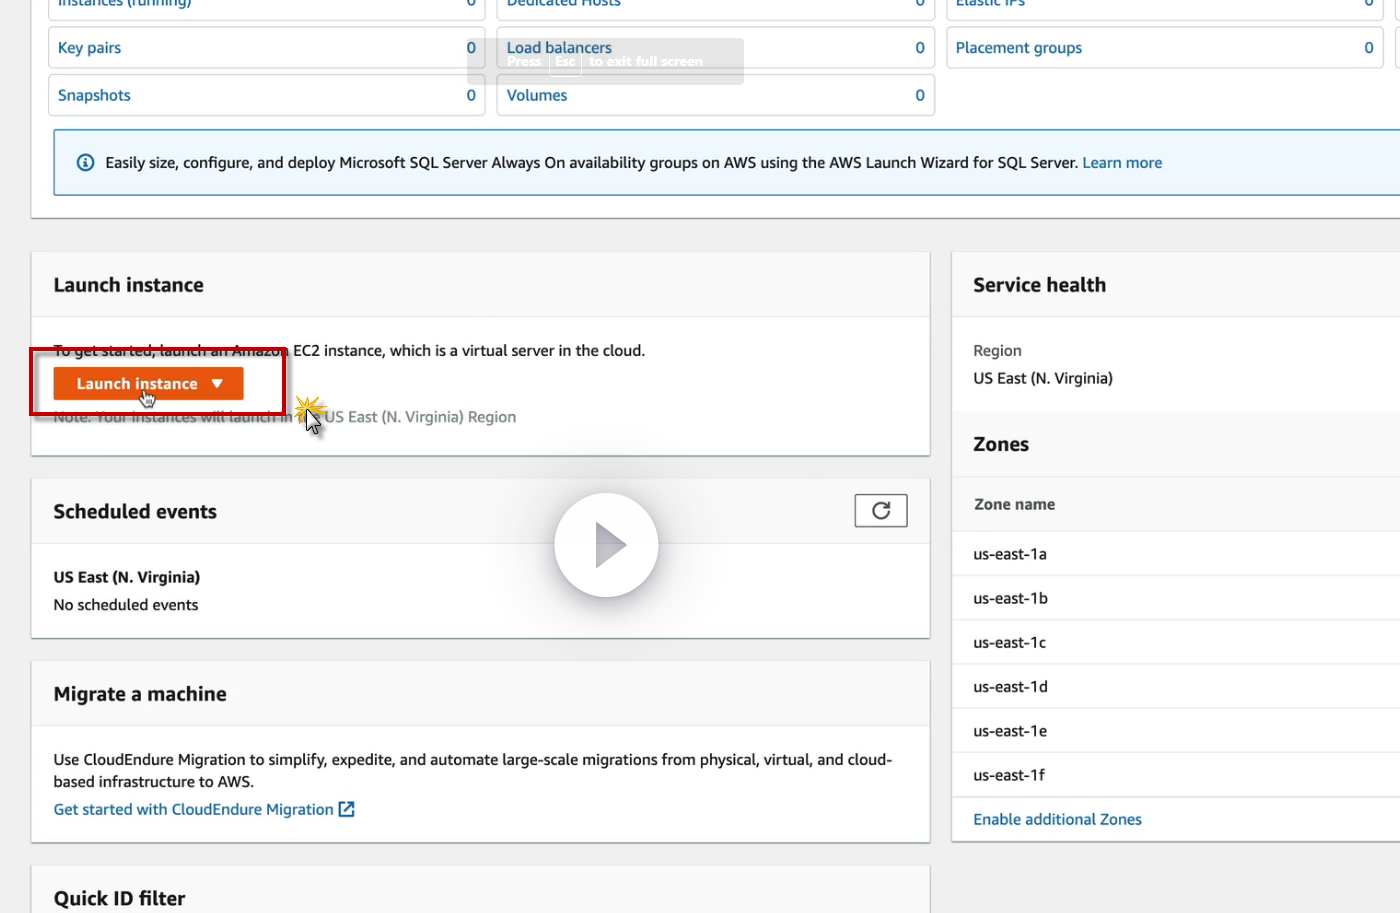 Instances (running) 0 Dedicated Hosts 0 Elastic IPs 0
Key pairs 0 Load balancers 0 Placement groups 0
Press Esc to exit full screen
Snapshots 0 Volumes 0
Easily size, configure, and deploy Microsoft SQL Server Always On availability groups on AWS using the AWS Launch Wizard for SQL Server. Learn more
Launch instance
To get started, launch an Amazon EC2 instance, which is a virtual server in the cloud.
Launch instance
Note: Your instances will launch in the US East (N. Virginia) Region
Scheduled events
US East (N. Virginia)
No scheduled events
Migrate a machine
Use CloudEndure Migration to simplify, expedite, and automate large-scale migrations from physical, virtual, and cloud-
based infrastructure to AWS.
Get started with CloudEndure Migration
Quick ID filter
Service health
Region
US East (N. Virginia)
Zones
Zone name
us-east-1a
us-east-1b
us-east-1c
us-east-1d
us-east-1e
us-east-1f
Enable additional Zones